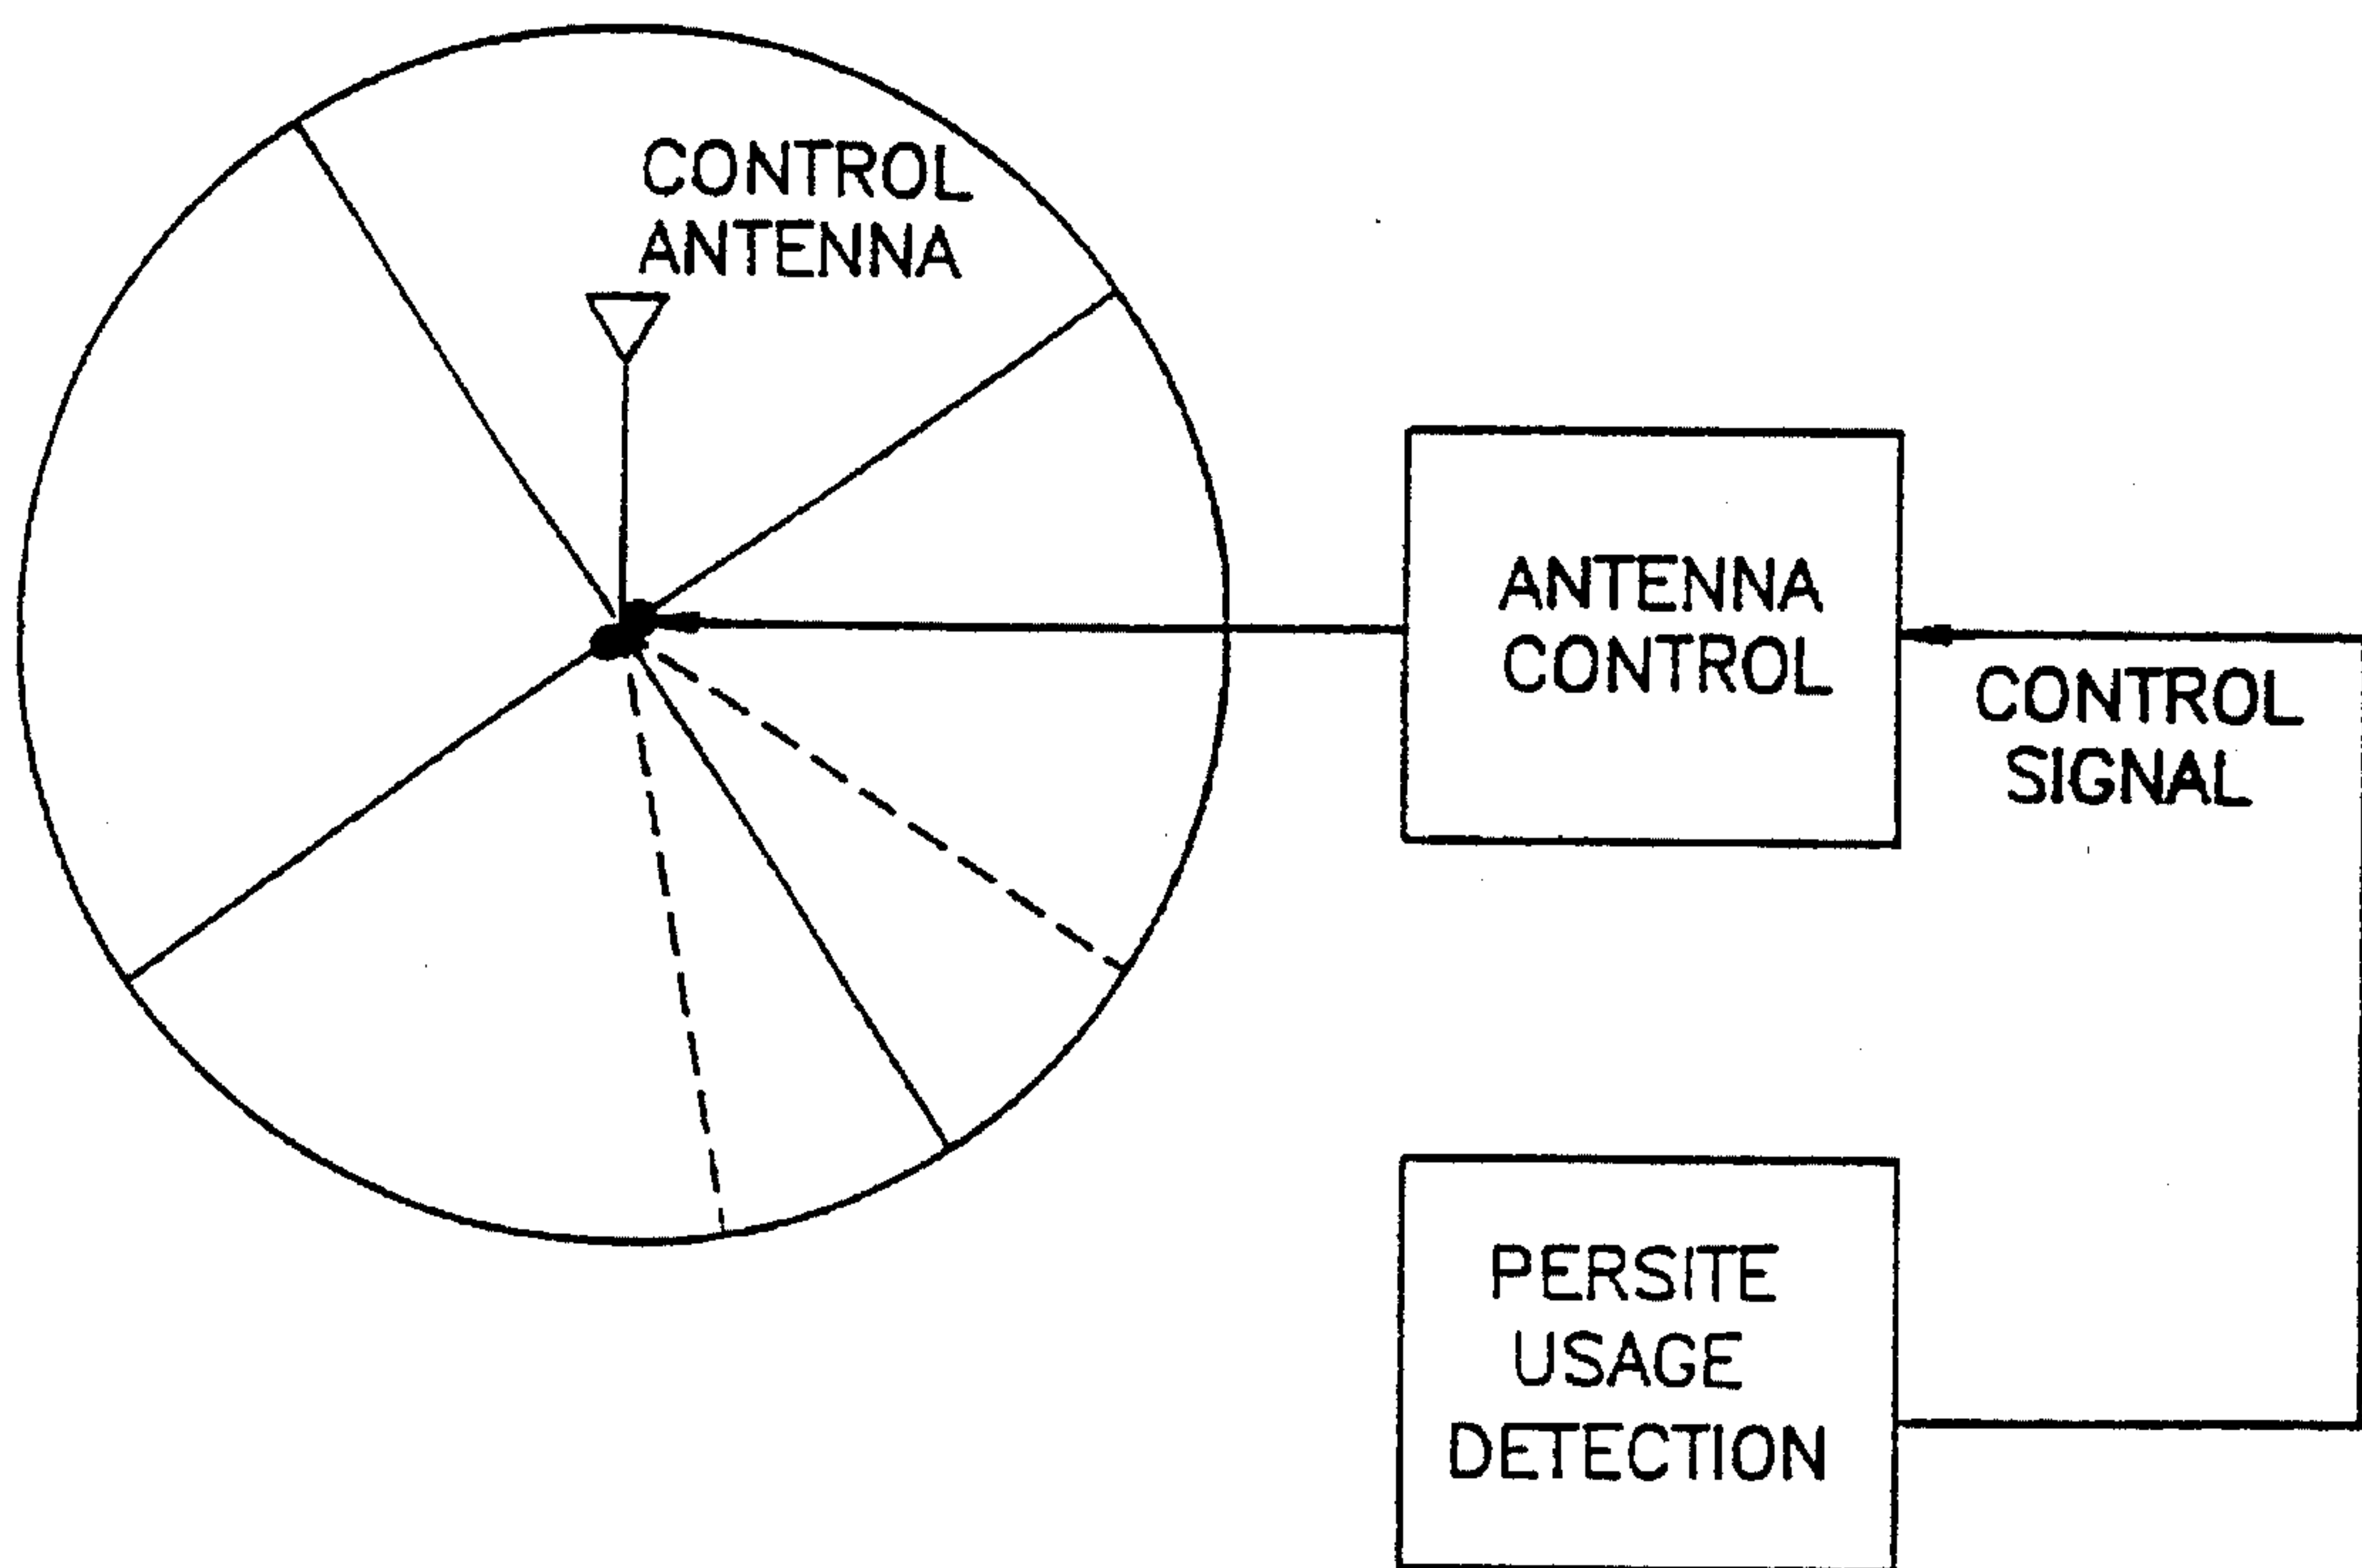 CONTROL
ANTENNA
ANTENNA
CONTROL
CONTROL
SIGNAL
PERSITE
USAGE
DETECTION